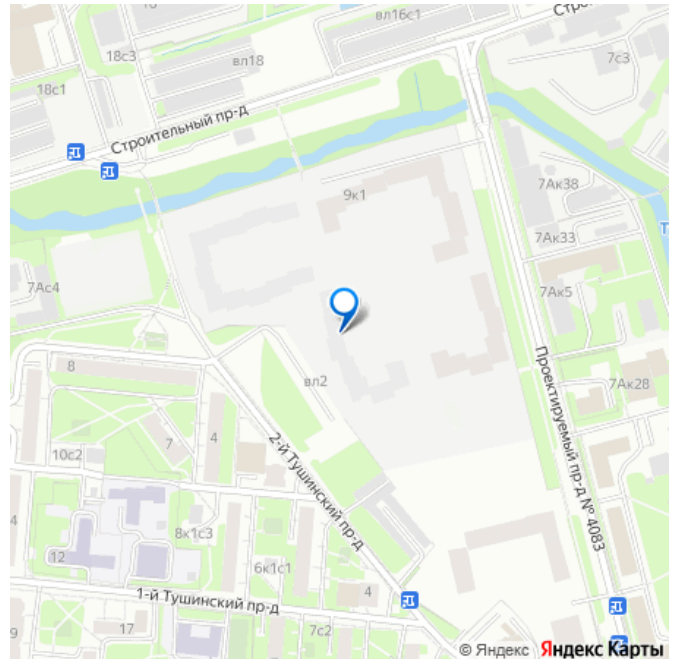 Стро
18с3
вл16с1
7с3
вл18
18с1
Строительный пр-д
7Ак38
9к1
7Ак33
Т
7Ас4
7Ак5
8
вл2
7Ак28
Проектируемый пр-д № 4083
7
4
2-й Тушинский пр-д
10с2
4
8к1с3
12
6к1с1
4
1-й Тушинский пр-д
9
17
7с2
© Яндекс Яндекс Карты